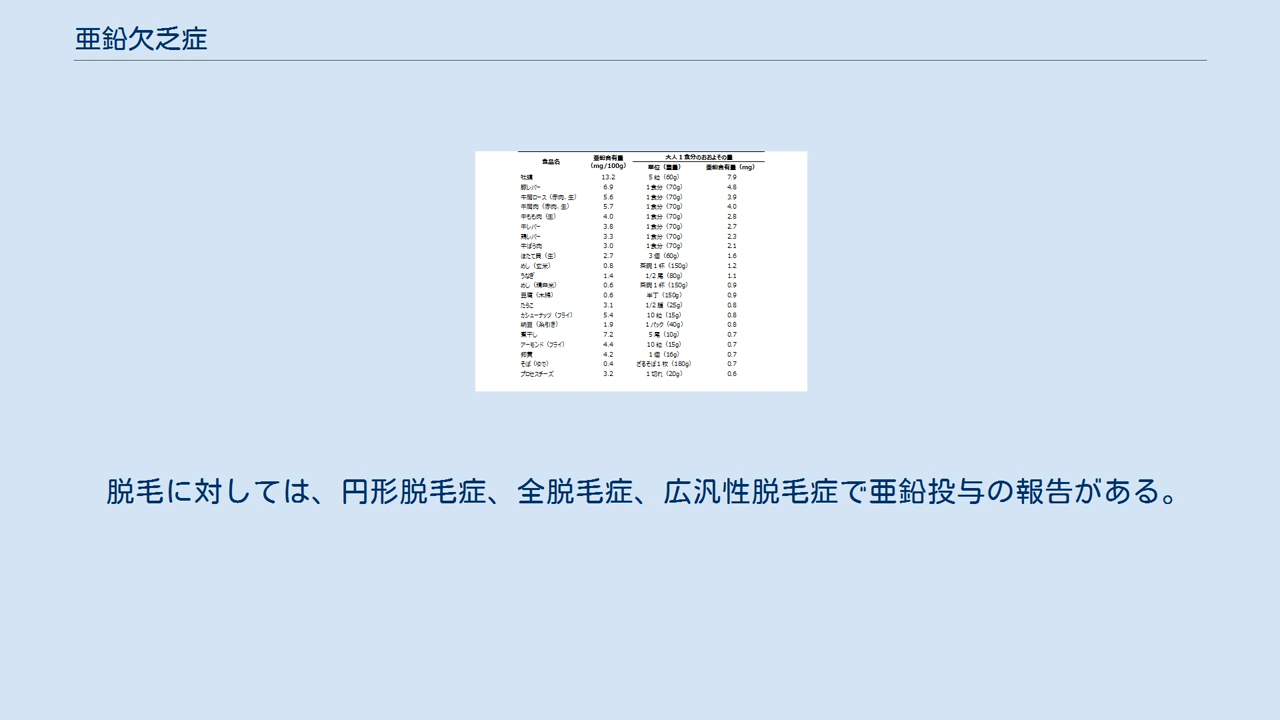 亜鉛欠乏症
食品名 亜鉛含有量 (mg/100g) 大人1食分のおおよその量
単位（重量） 亜鉛含有量（mg）
牡蠣 13.2 5粒（60g） 7.9
豚レバー 6.9 1食分（70g） 4.8
牛肩ロース（赤肉、生） 5.6 1食分（70g） 3.9
牛肩肉（赤肉、生） 5.7 1食分（70g） 4.0
牛もも肉（生） 4.0 1食分（70g） 2.8
牛レバー 3.8 1食分（70g） 2.7
鶏レバー 3.3 1食分（70g） 2.3
牛ばら肉 3.0 1食分（70g） 2.1
ほたて貝（生） 2.7 3個（60g） 1.6
めし（玄米） 0.8 茶碗1杯（150g） 1.2
うなぎ 1.4 1/2尾（80g） 1.1
めし（精白米） 0.6 茶碗1杯（150g） 0.9
豆腐（木綿） 0.6 半丁（150g） 0.9
たらこ 3.1 1/2腹（25g） 0.8
カシューナッツ（フライ） 5.4 10粒（15g） 0.8
納豆（糸引き） 1.9 1パック（40g） 0.8
煮干し 7.2 5尾（10g） 0.7
アーモンド（フライ） 4.4 10粒（15g） 0.7
卵黄 4.2 1個（16g） 0.7
そば（ゆで） 0.4 ざるそば1枚（180g） 0.7
プロセスチーズ 3.2 1切れ（20g） 0.6
脱毛に対しては、円形脱毛症、全脱毛症、広汎性脱毛症で亜鉛投与の報告がある。